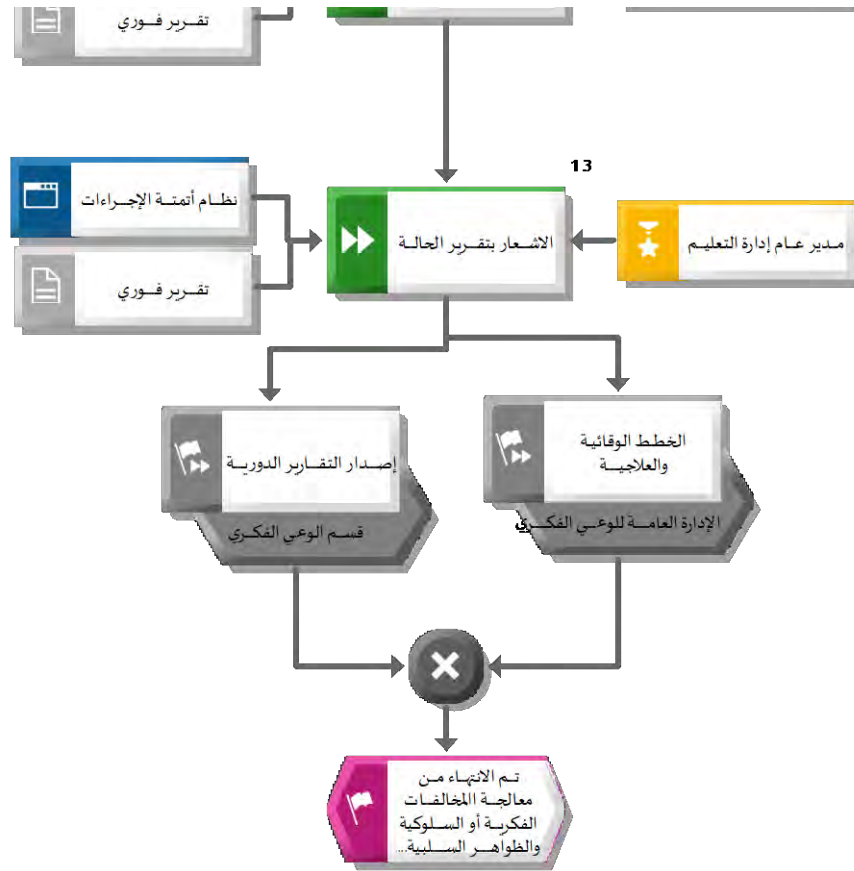 تقرير فوري
13
نظام أتمتة الإجراءات
الاشعار بتقرير الحالة
مدير عام إدارة التعليم
تقرير فوري
الخطط الوقائية
والعلاجية
إصدار التقارير الدورية
الإدارة العامة للوعي الفكري
قسم الوعي الفكري
تم الانتهاء من
معالجة المخالفات
الفكرية أو السلوكية
والظواهر السلبية...